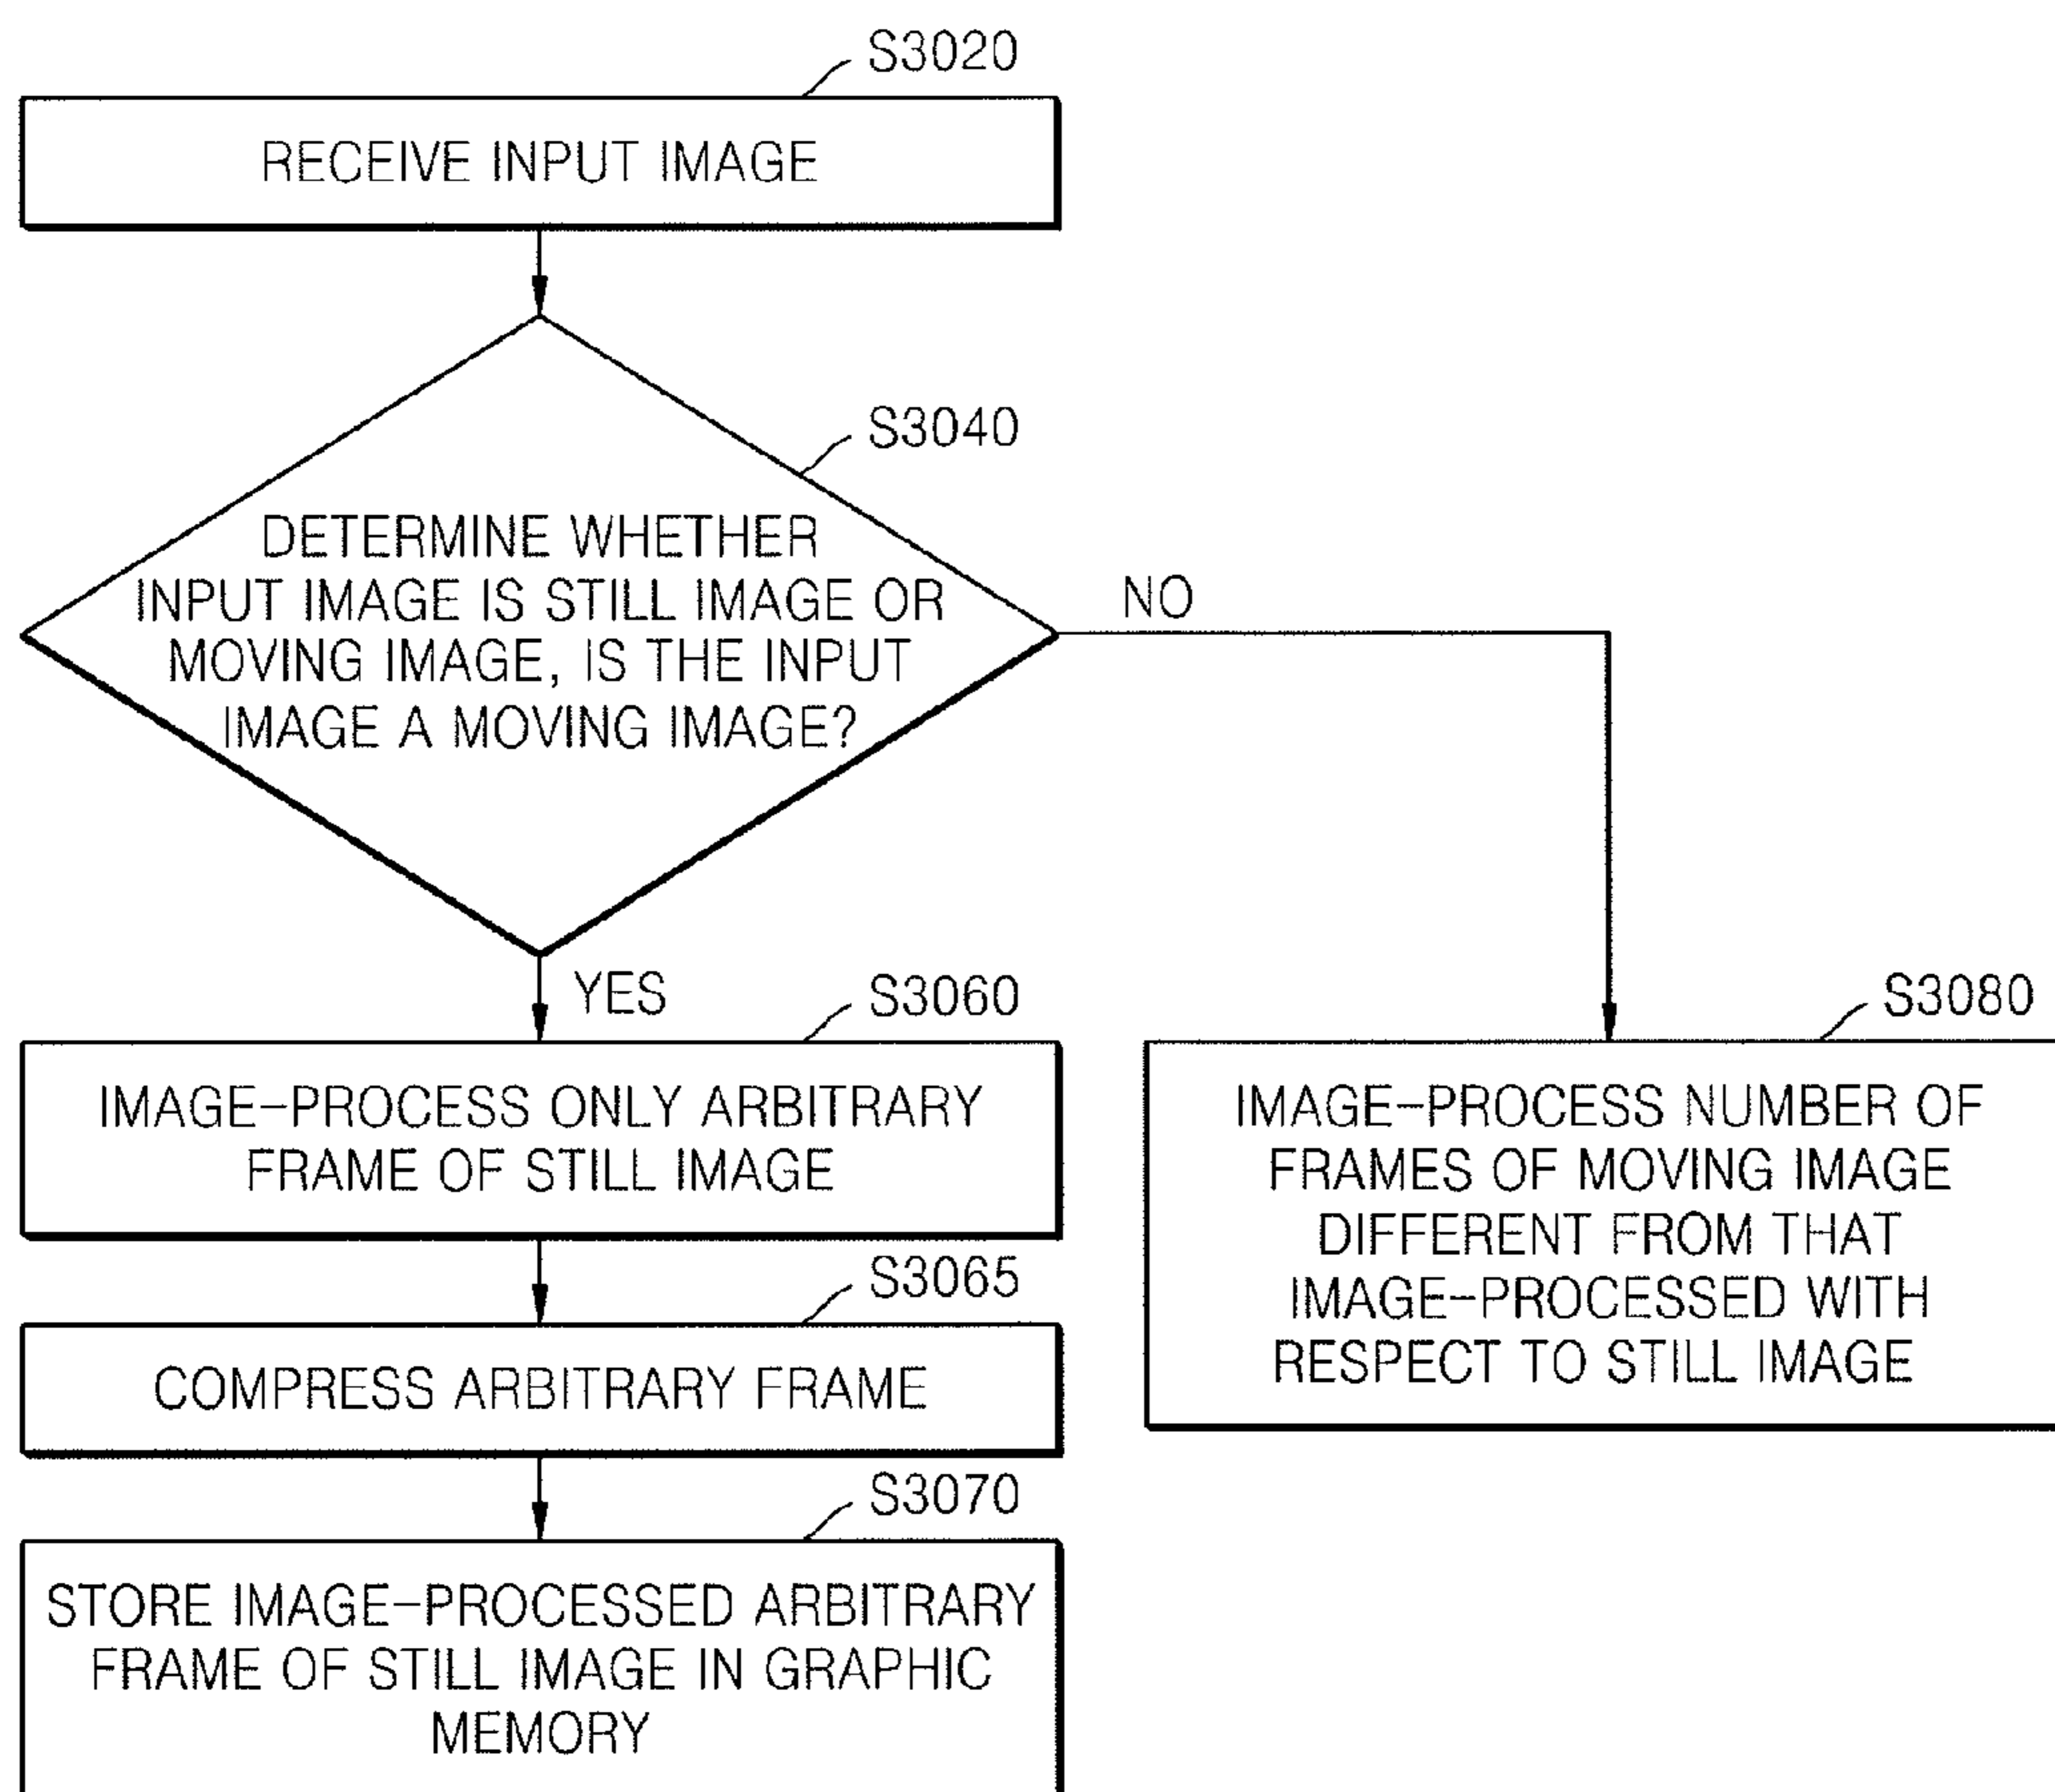 S3020
RECEIVE INPUT IMAGE
S3040
DETERMINE WHETHER
INPUT IMAGE IS STILL IMAGE OR
MOVING IMAGE, IS THE INPUT
IMAGE A MOVING IMAGE?
NO
YES
S3060
IMAGE-PROCESS ONLY ARBITRARY
FRAME OF STILL IMAGE
S3065
COMPRESS ARBITRARY FRAME
S3070
STORE IMAGE-PROCESSED ARBITRARY
FRAME OF STILL IMAGE IN GRAPHIC
MEMORY
S3080
IMAGE-PROCESS NUMBER OF
FRAMES OF MOVING IMAGE
DIFFERENT FROM THAT
IMAGE-PROCESSED WITH
RESPECT TO STILL IMAGE